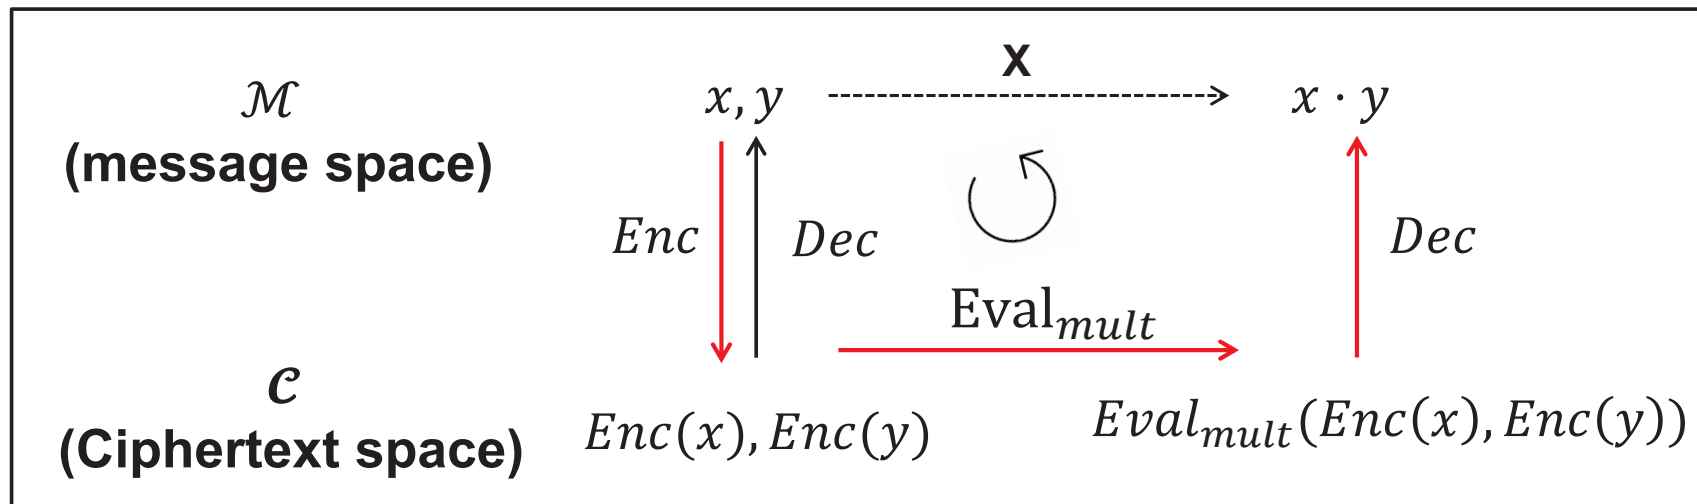 ℳ
(message space)
x, y
X
x · y
Enc
Dec
Dec
Eval_mult
𝒞
(Ciphertext space)
Enc(x), Enc(y)
Eval_mult(Enc(x), Enc(y))